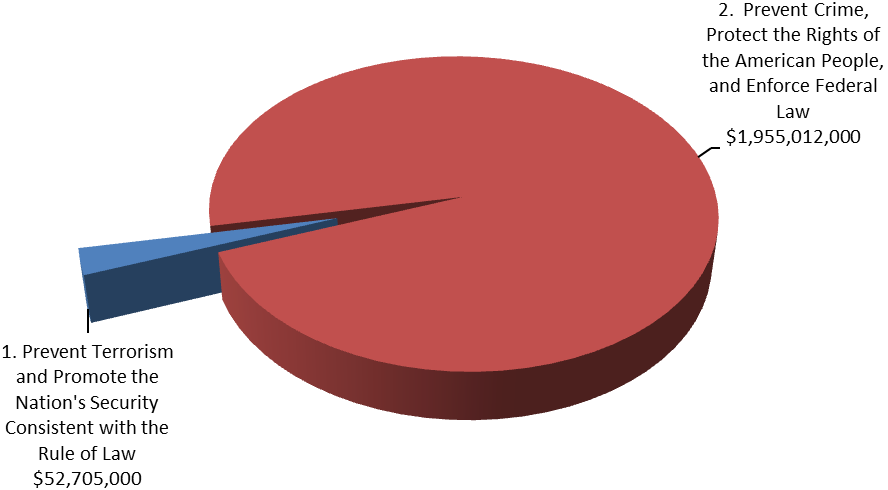 2.  Prevent Crime,
Protect the Rights of
the American People,
and Enforce Federal
Law
$1,955,012,000
1. Prevent Terrorism
and Promote the
Nation's Security
Consistent with the
Rule of Law
$52,705,000